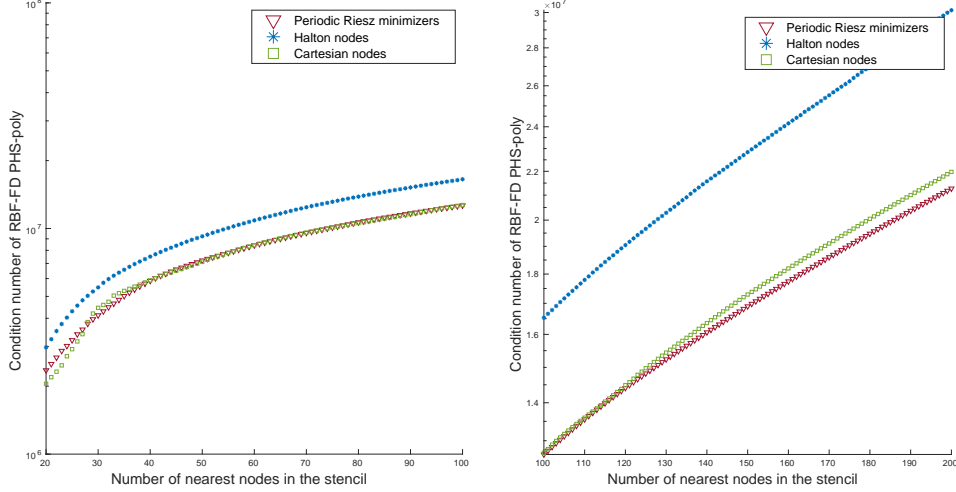 10^8
Periodic Riesz minimizers
Halton nodes
Cartesian nodes
Condition number of RBF-FD PHS-poly
10^7
10^6
20 30 40 50 60 70 80 90 100
Number of nearest nodes in the stencil
×10^7
3
Periodic Riesz minimizers
Halton nodes
Cartesian nodes
2.8
2.6
2.4
2.2
2
1.8
1.6
1.4
Condition number of RBF-FD PHS-poly
100 110 120 130 140 150 160 170 180 190 200
Number of nearest nodes in the stencil